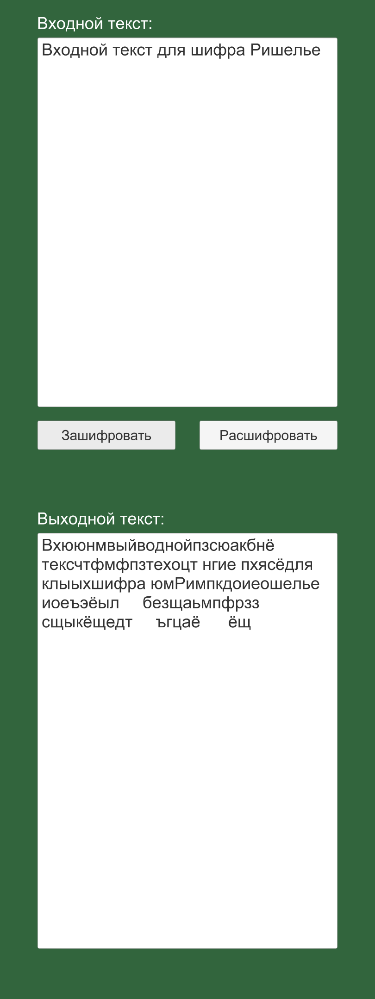 Входной текст:
Входной текст для шифра Ришелье
Зашифровать
Расшифровать
Выходной текст:
Вхююнмвыйводнойпзсюакбнё
тексчтфмфпзтехоцт нгие пхясёдля
клыыхшифра юмРимпкдоиеошелье
иоеъэёыл безщаьмпфрзз
сщыкёщедт ъгцаё ёщ